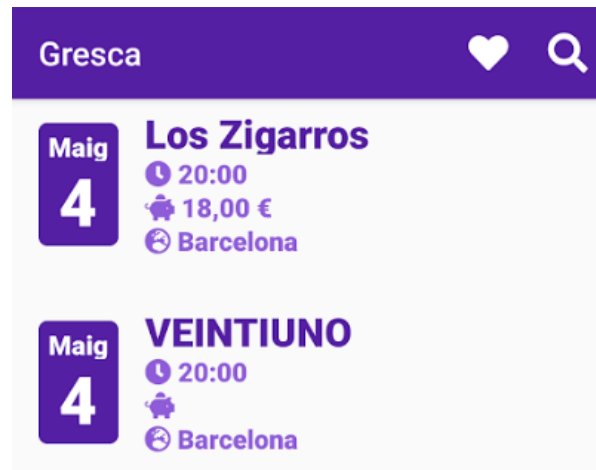 Gresca
Maig
4
Los Zigarros
20:00
18,00 €
Barcelona
Maig
4
VEINTIUNO
20:00
Barcelona